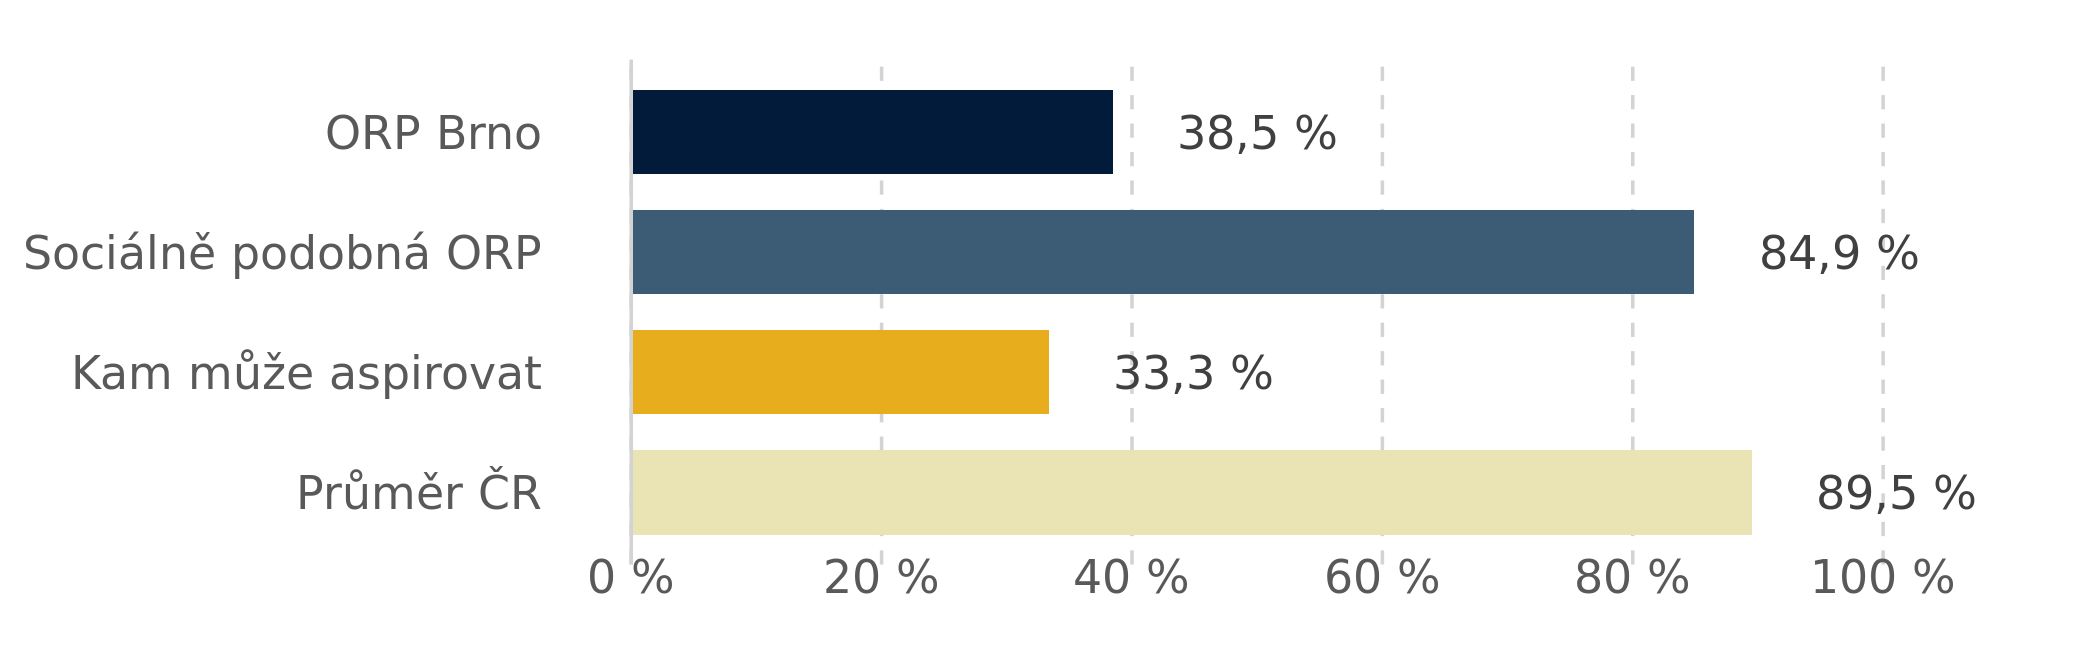 ORP Brno 38,5 %
Sociálně podobná ORP 84,9 %
Kam může aspirovat 33,3 %
Průměr ČR 89,5 %
0 % 20 % 40 % 60 % 80 % 100 %